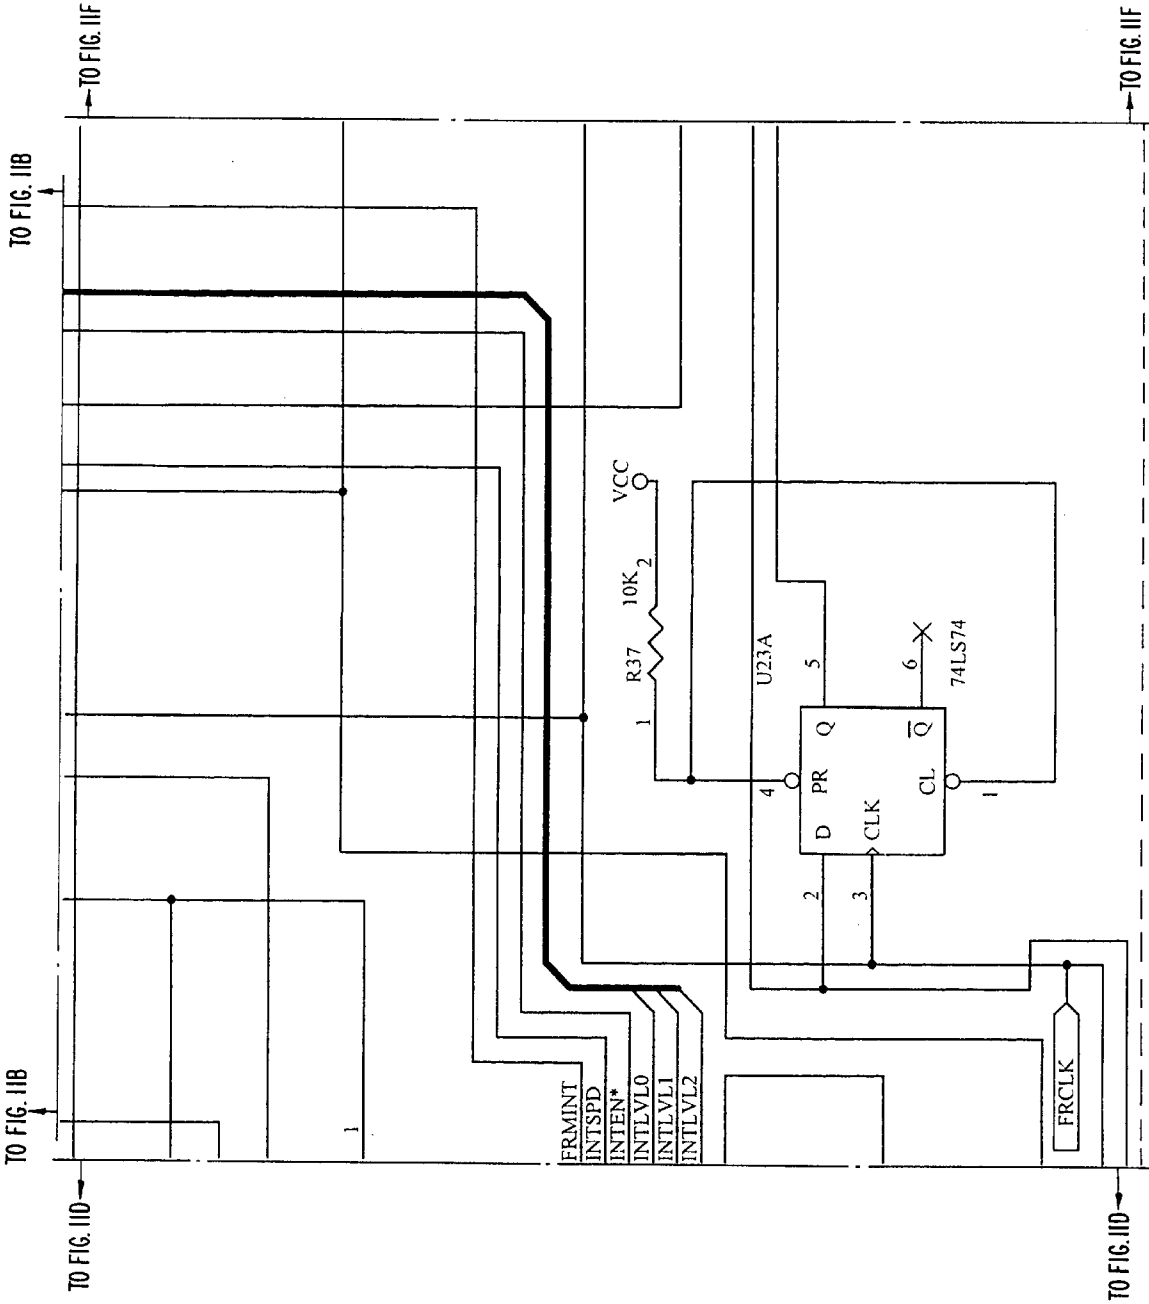 TO FIG. 11B
TO FIG. 11B
TO FIG. 11D
TO FIG. 11F
1
FRMINT
INTSPD
INTEN*
INTLVL0
INTLVL1
INTLVL2
VCC
R37
10K
1
2
U23A
4
PR
D
Q
5
2
CLK
3
CL
Q
6
1
74LS74
FRCLK
TO FIG. 11D
TO FIG. 11F